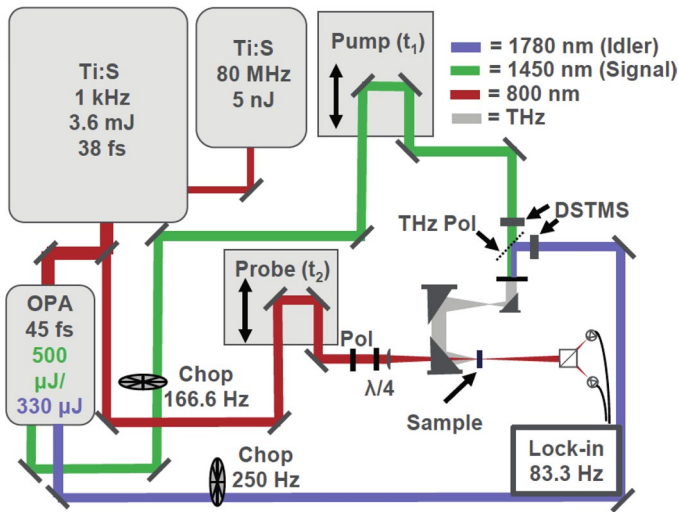 Ti:S
1 kHz
3.6 mJ
38 fs
Ti:S
80 MHz
5 nJ
Pump (t₁)
= 1780 nm (Idler)
= 1450 nm (Signal)
= 800 nm
= THz
DSTMS
THz Pol
Probe (t₂)
OPA
45 fs
500
µJ/
330 µJ
Chop
166.6 Hz
Pol
λ/4
Sample
Chop
250 Hz
Lock-in
83.3 Hz